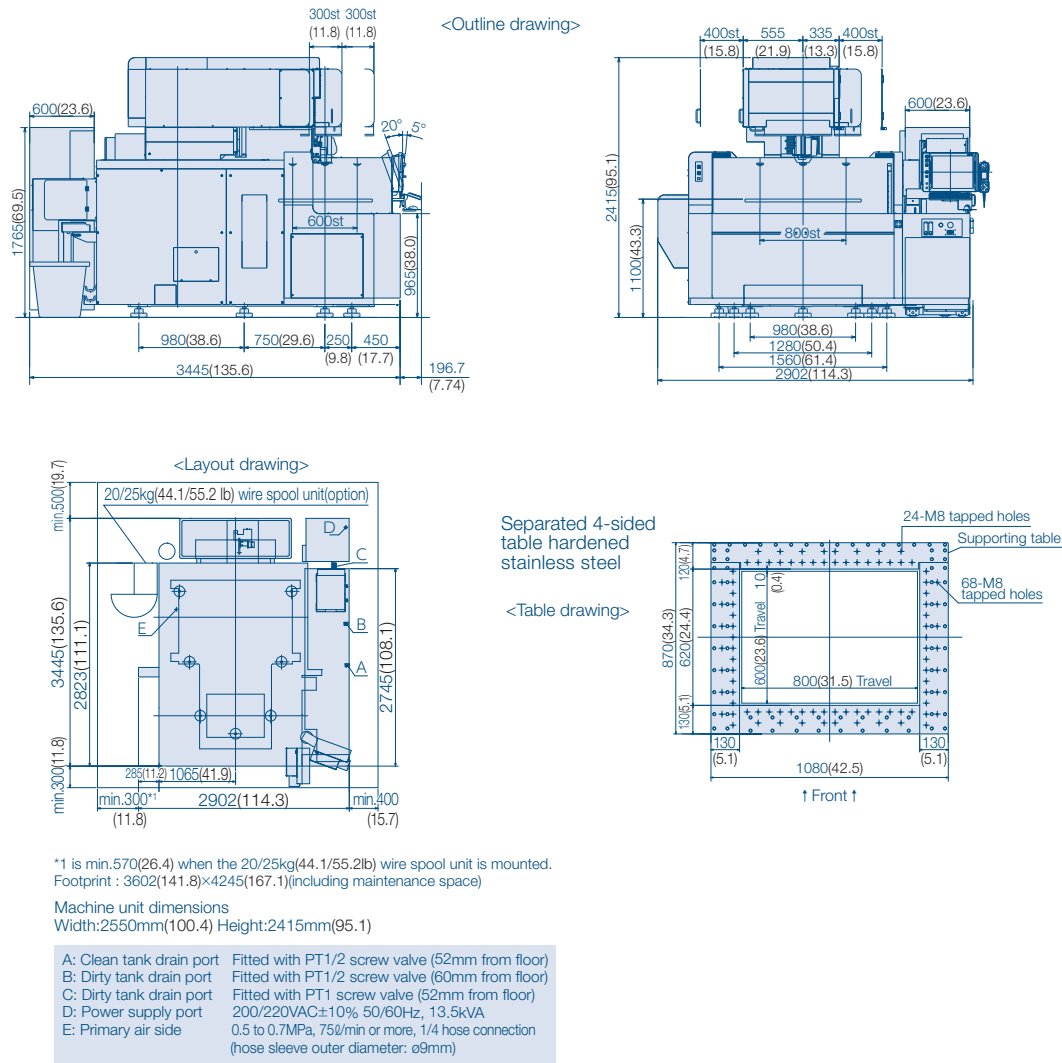 <Outline drawing>
300st 300st
(11.8) (11.8)
600(23.6)
20° 5°
1765(69.5)
600st
965(38.0)
980(38.6) 750(29.6) 250 450
(9.8) (17.7)
3445(135.6) 196.7
(7.74)
400st 555 335 400st
(15.8) (21.9) (13.3) (15.8)
600(23.6)
2415(95.1)
1100(43.3)
800st
980(38.6)
1280(50.4)
1560(61.4)
2902(114.3)
<Layout drawing>
min.500(19.7)
20/25kg(44.1/55.2 lb) wire spool unit(option)
D
C
E
B
A
3445(135.6)
2823(111.1)
2745(108.1)
min.300(11.8)
285(11.2) 1065(41.9)
min.300*1 2902(114.3) min.400
(11.8) (15.7)
Separated 4-sided
table hardened
stainless steel
<Table drawing>
24-M8 tapped holes
Supporting table
68-M8
tapped holes
120(4.7)
870(34.3)
620(24.4)
600(23.6) Travel
10
(0.4)
800(31.5) Travel
130(5.1)
130 130
(5.1) (5.1)
1080(42.5)
↑Front↑
*1 is min.570(26.4) when the 20/25kg(44.1/55.2lb) wire spool unit is mounted.
Footprint : 3602(141.8)×4245(167.1)(including maintenance space)
Machine unit dimensions
Width:2550mm(100.4) Height:2415mm(95.1)
A: Clean tank drain port Fitted with PT1/2 screw valve (52mm from floor)
B: Dirty tank drain port Fitted with PT1/2 screw valve (60mm from floor)
C: Dirty tank drain port Fitted with PT1 screw valve (52mm from floor)
D: Power supply port 200/220VAC±10% 50/60Hz, 13.5kVA
E: Primary air side 0.5 to 0.7MPa, 75ℓ/min or more, 1/4 hose connection
(hose sleeve outer diameter: ø9mm)